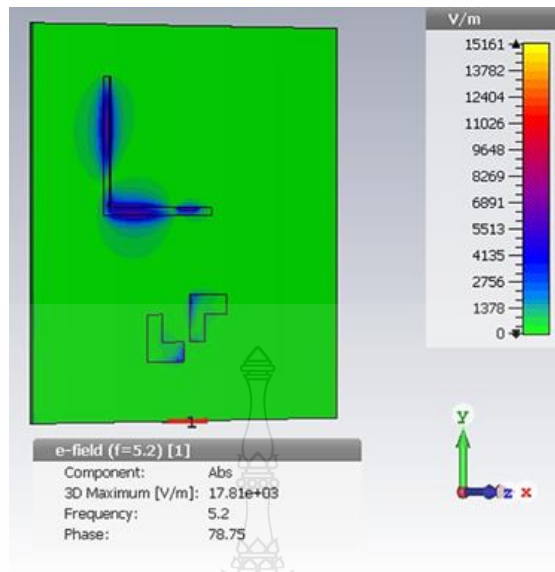 V/m
15161
13782
12404
11026
9648
8269
6891
5513
4135
2756
1378
0
1
y
z x
e-field (f=5.2) [1]
Component: Abs
3D Maximum [V/m]: 17.81e+03
Frequency: 5.2
Phase: 78.75